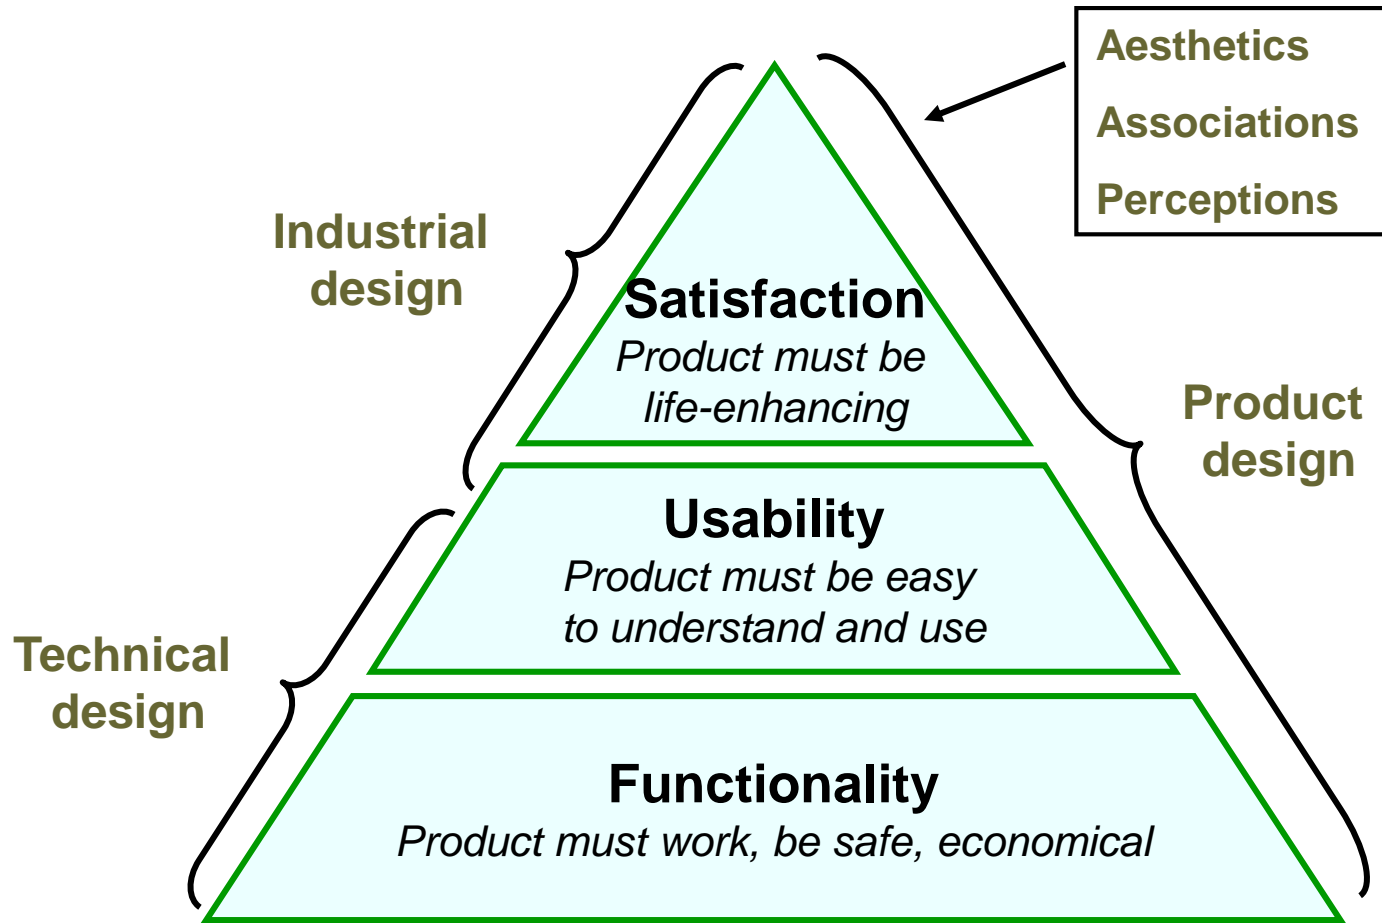 Aesthetics
Associations
Perceptions
Industrial
design
Satisfaction
Product must be
life-enhancing
Product
design
Usability
Product must be easy
to understand and use
Technical
design
Functionality
Product must work, be safe, economical